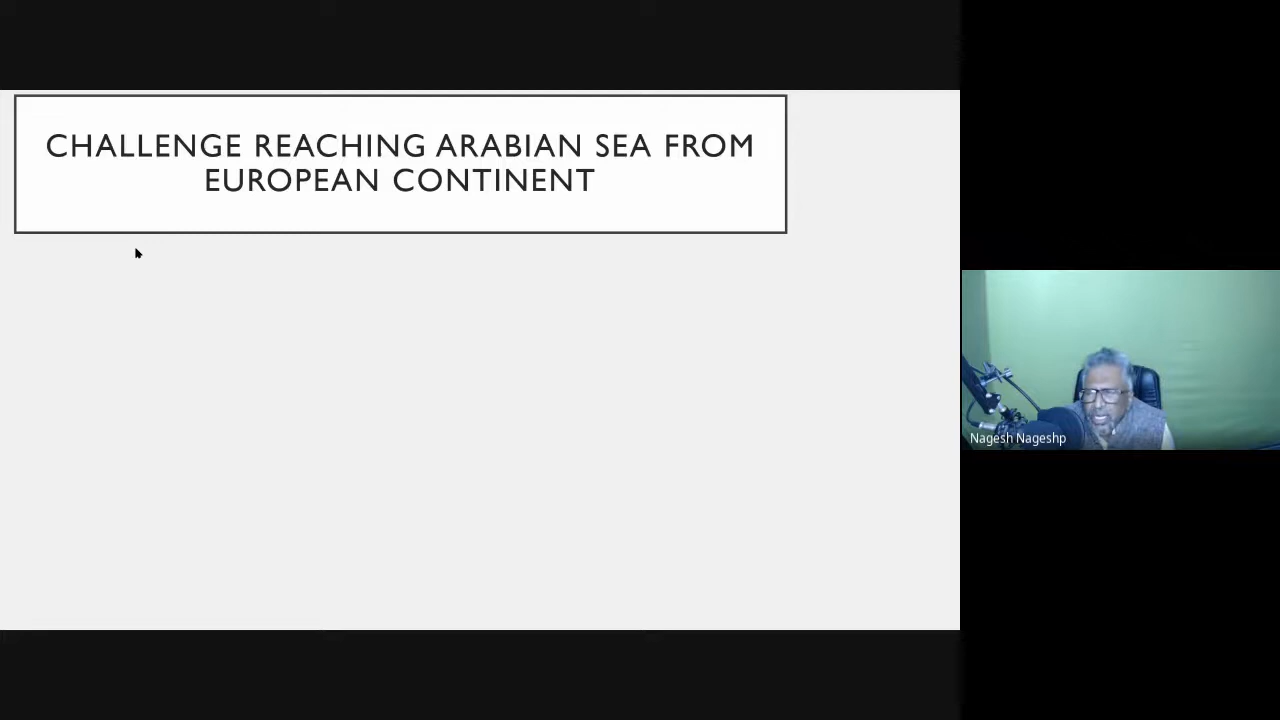 CHALLENGE REACHING ARABIAN SEA FROM
EUROPEAN CONTINENT
Nagesh Nageshp